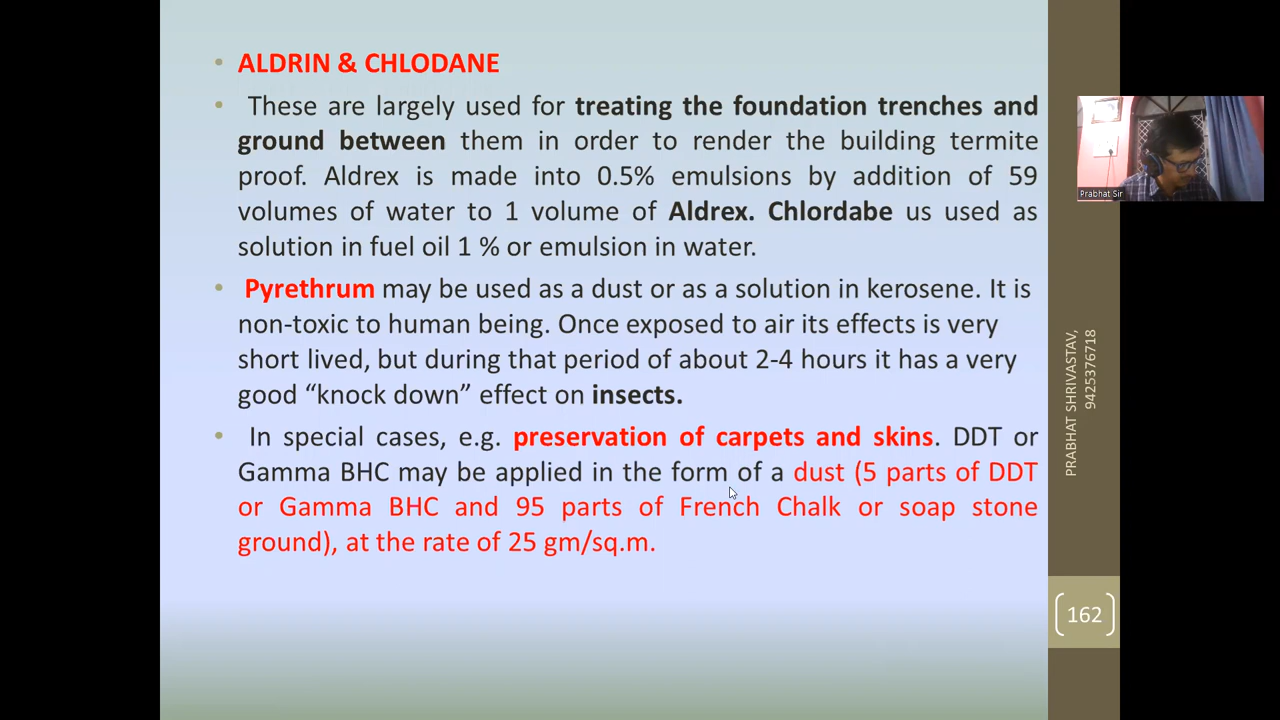 ALDRIN & CHLODANE
These are largely used for treating the foundation trenches and
ground between them in order to render the building termite
proof. Aldrex is made into 0.5% emulsions by addition of 59
volumes of water to 1 volume of Aldrex. Chlordabe us used as
solution in fuel oil 1 % or emulsion in water.
Pyrethrum may be used as a dust or as a solution in kerosene. It is
non-toxic to human being. Once exposed to air its effects is very
short lived, but during that period of about 2-4 hours it has a very
good “knock down” effect on insects.
In special cases, e.g. preservation of carpets and skins. DDT or
Gamma BHC may be applied in the form of a dust (5 parts of DDT
or Gamma BHC and 95 parts of French Chalk or soap stone
ground), at the rate of 25 gm/sq.m.
Prabhat Sir
PRABHAT SHRIVASTAV,
9425376718
162